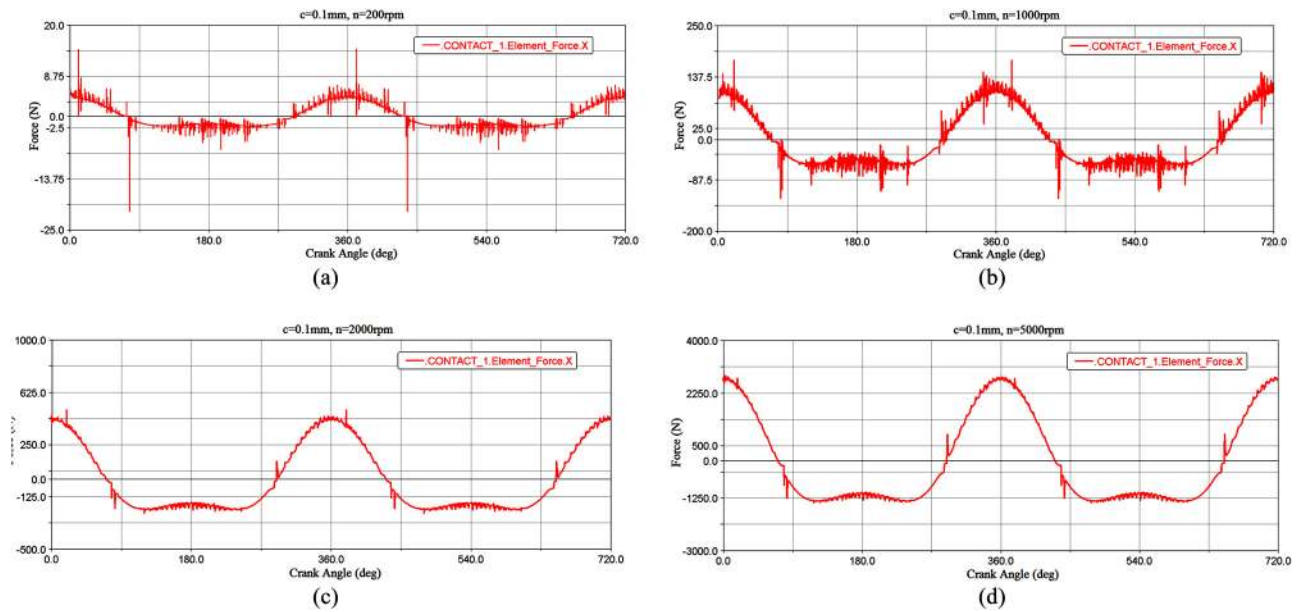 c=0.1mm, n=200rpm
20.0
.CONTACT_1.Element_Force.X
8.75
0.0
-2.5
-13.75
-25.0
Force (N)
0.0 180.0 360.0 540.0 720.0
Crank Angle (deg)
(a)
c=0.1mm, n=1000rpm
250.0
.CONTACT_1.Element_Force.X
137.5
25.0
0.0
-87.5
-200.0
Force (N)
0.0 180.0 360.0 540.0 720.0
Crank Angle (deg)
(b)
c=0.1mm, n=2000rpm
1000.0
.CONTACT_1.Element_Force.X
625.0
250.0
0.0
-125.0
-500.0
0.0 180.0 360.0 540.0 720.0
Crank Angle (deg)
(c)
c=0.1mm, n=5000rpm
4000.0
.CONTACT_1.Element_Force.X
2250.0
500.0
0.0
-1250.0
-3000.0
Force (N)
0.0 180.0 360.0 540.0 720.0
Crank Angle (deg)
(d)